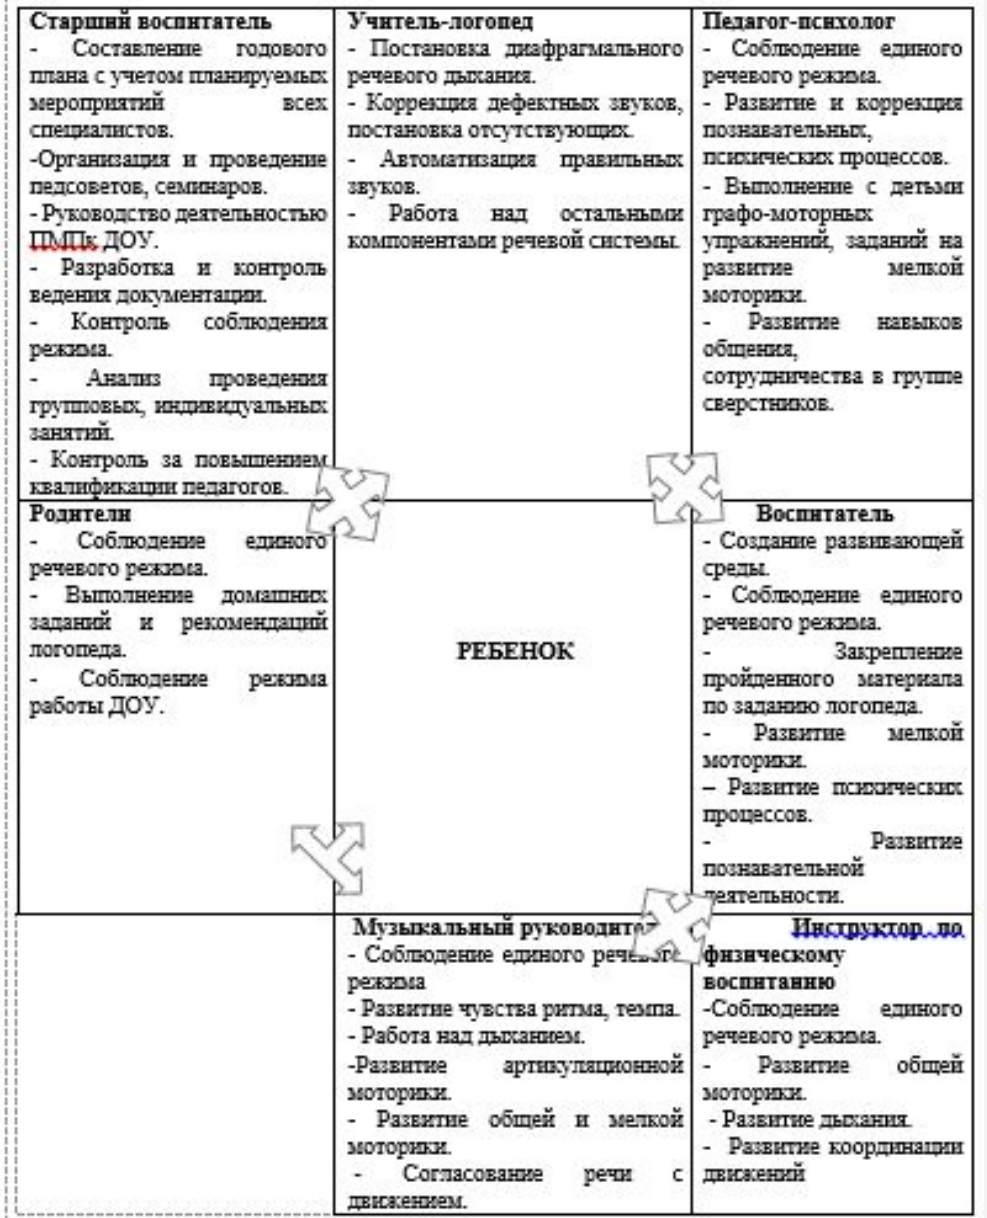 Старший воспитатель
- Составление годового
плана с учетом планируемых
мероприятий всех
специалистов.
-Организация и проведение
педсоветов, семинаров.
- Руководство деятельностью
ПМПк ДОУ.
- Разработка и контроль
ведения документации.
- Контроль соблюдения
режима.
- Анализ проведения
групповых, индивидуальных
занятий.
- Контроль за повышением
квалификации педагогов.
Учитель-логопед
- Постановка диафрагмального
речевого дыхания.
- Коррекция дефектных звуков,
постановка отсутствующих.
- Автоматизация правильных
звуков.
- Работа над остальными
компонентами речевой системы.
Педагог-психолог
- Соблюдение единого
речевого режима.
- Развитие и коррекция
познавательных,
психических процессов.
- Выполнение с детьми
графо-моторных
упражнений, заданий на
развитие мелкой
моторики.
- Развитие навыков
общения,
сотрудничества в группе
сверстников.
Родители
- Соблюдение единого
речевого режима.
- Выполнение домашних
заданий и рекомендаций
логопеда.
- Соблюдение режима
работы ДОУ.
РЕБЕНОК
Воспитатель
- Создание развивающей
среды.
- Соблюдение единого
речевого режима.
- Закрепление
пройденного материала
по заданию логопеда.
- Развитие мелкой
моторики.
– Развитие психических
процессов.
- Развитие
познавательной
деятельности.
Музыкальный руководитель
- Соблюдение единого речевого
режима
- Развитие чувства ритма, темпа.
- Работа над дыханием.
-Развитие артикуляционной
моторики.
- Развитие общей и мелкой
моторики.
- Согласование речи с
движением.
Инструктор по
физическому
воспитанию
-Соблюдение единого
речевого режима.
- Развитие общей
моторики.
- Развитие дыхания.
- Развитие координации
движений